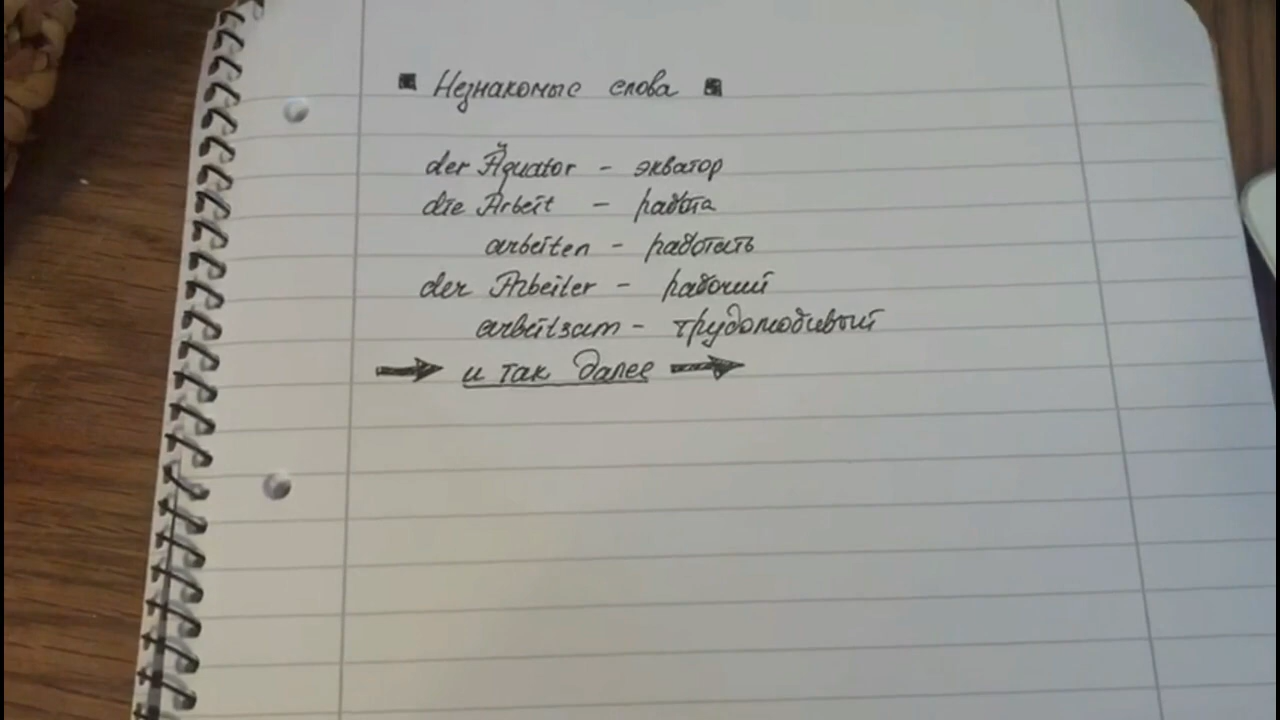 ▪ Незнакомые слова ▪
der Äquator - экватор
die Arbeit - работа
arbeiten - работать
der Arbeiter - рабочий
arbeitsam - трудолюбивый
→ и так далее →